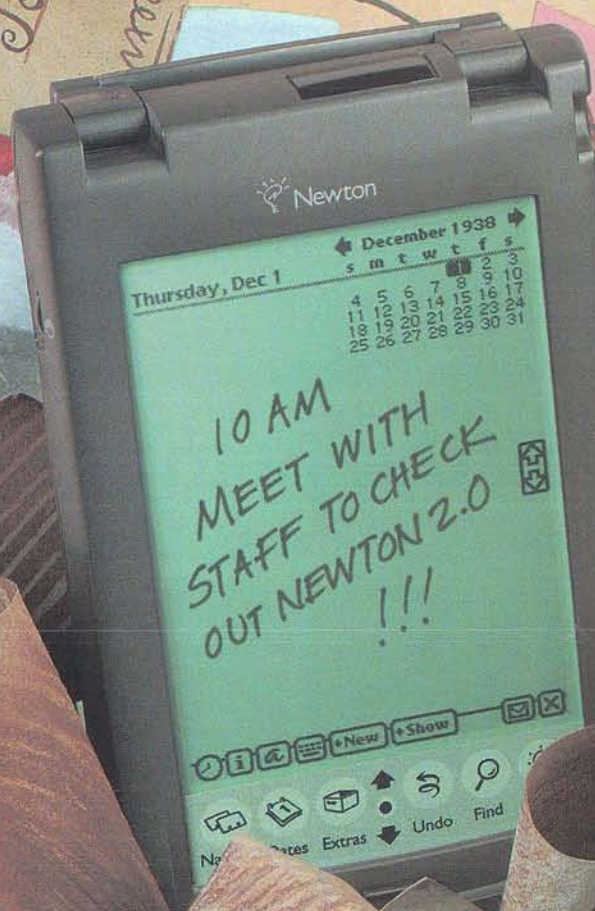 Newton
December 1938
Thursday, Dec 1
s m t w t f s
1 2 3
4 5 6 7 8 9 10
11 12 13 14 15 16 17
18 19 20 21 22 23 24
25 26 27 28 29 30 31
10 AM
MEET WITH
STAFF TO CHECK
OUT NEWTON 2.0
!!!
New Show
Extras Undo Find